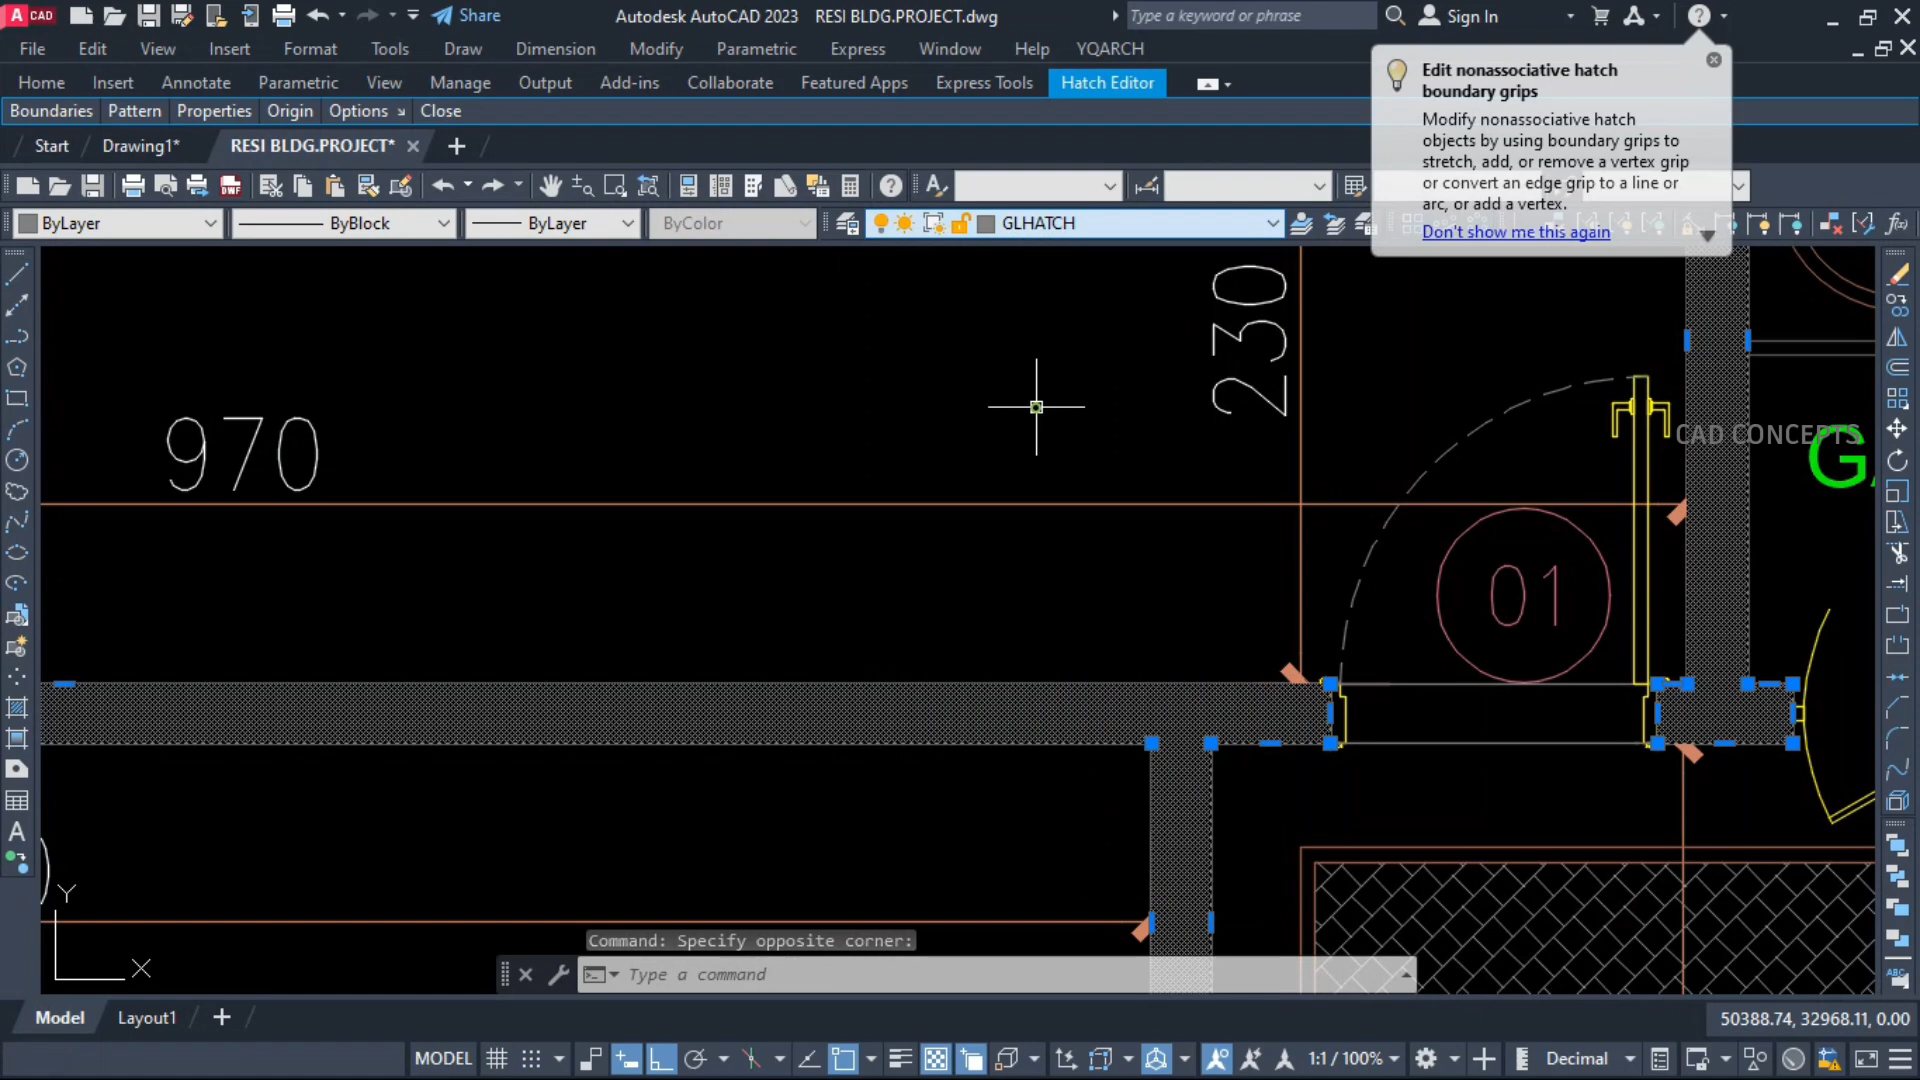 A CAD
Share
Autodesk AutoCAD 2023 RESI BLDG.PROJECT.dwg
Type a keyword or phrase
Sign In
File Edit View Insert Format Tools Draw Dimension Modify Parametric Express Window Help YQARCH
Home Insert Annotate Parametric View Manage Output Add-ins Collaborate Featured Apps Express Tools Hatch Editor
Boundaries Pattern Properties Origin Options Close
Edit nonassociative hatch
boundary grips
Modify nonassociative hatch
objects by using boundary grips to
stretch, add, or remove a vertex grip
or convert an edge grip to a line or
arc, or add a vertex.
Don't show me this again
Start Drawing1* RESI BLDG.PROJECT*
DWF
ByLayer ByBlock ByLayer ByColor GLHATCH
230
970
CAD CONCEPTS
01
Y
X
Command: Specify opposite corner:
Type a command
ABC
Model Layout1
50388.74, 32968.11, 0.00
MODEL 1:1 / 100% Decimal